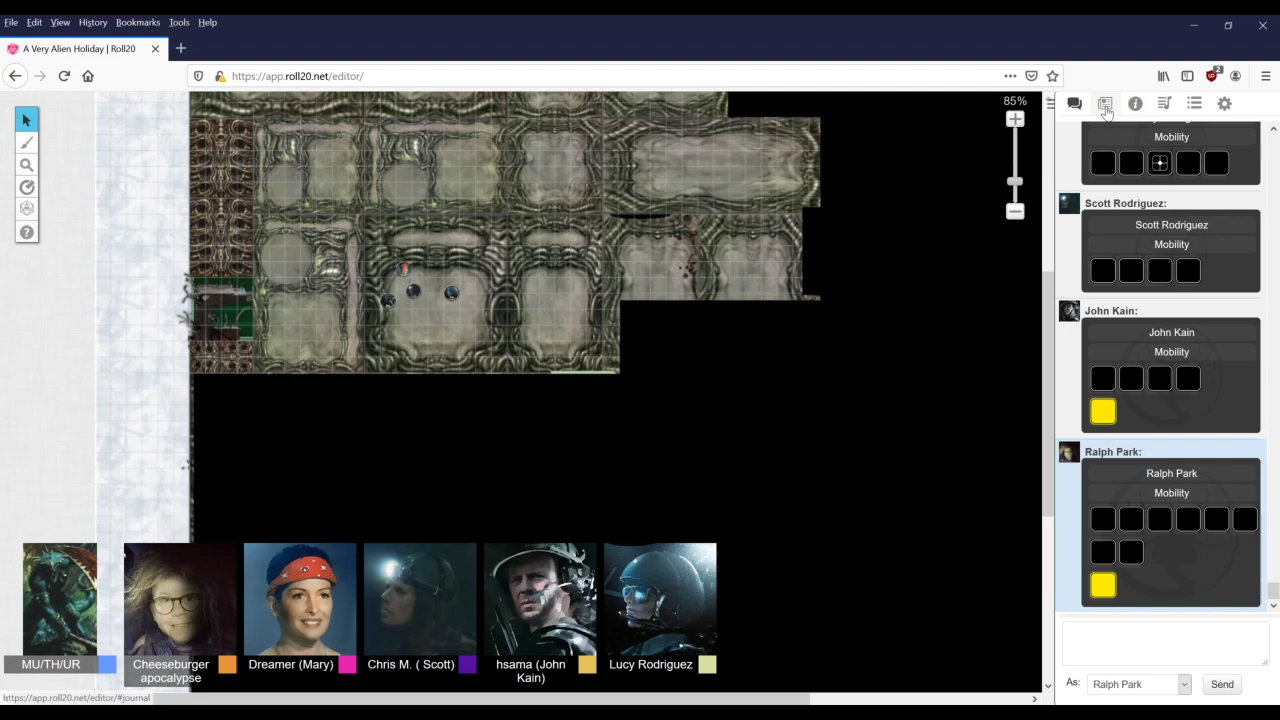 File Edit View History Bookmarks Tools Help
A Very Alien Holiday | Roll20
https://app.roll20.net/editor/
2
85%
Mobility
Scott Rodriguez:
Scott Rodriguez
Mobility
John Kain:
John Kain
Mobility
Ralph Park:
Ralph Park
Mobility
MU/TH/UR
Cheeseburger
apocalypse
Dreamer (Mary)
Chris M. ( Scott)
hsama (John
Kain)
Lucy Rodriguez
As: Ralph Park Send
https://app.roll20.net/editor/#journal